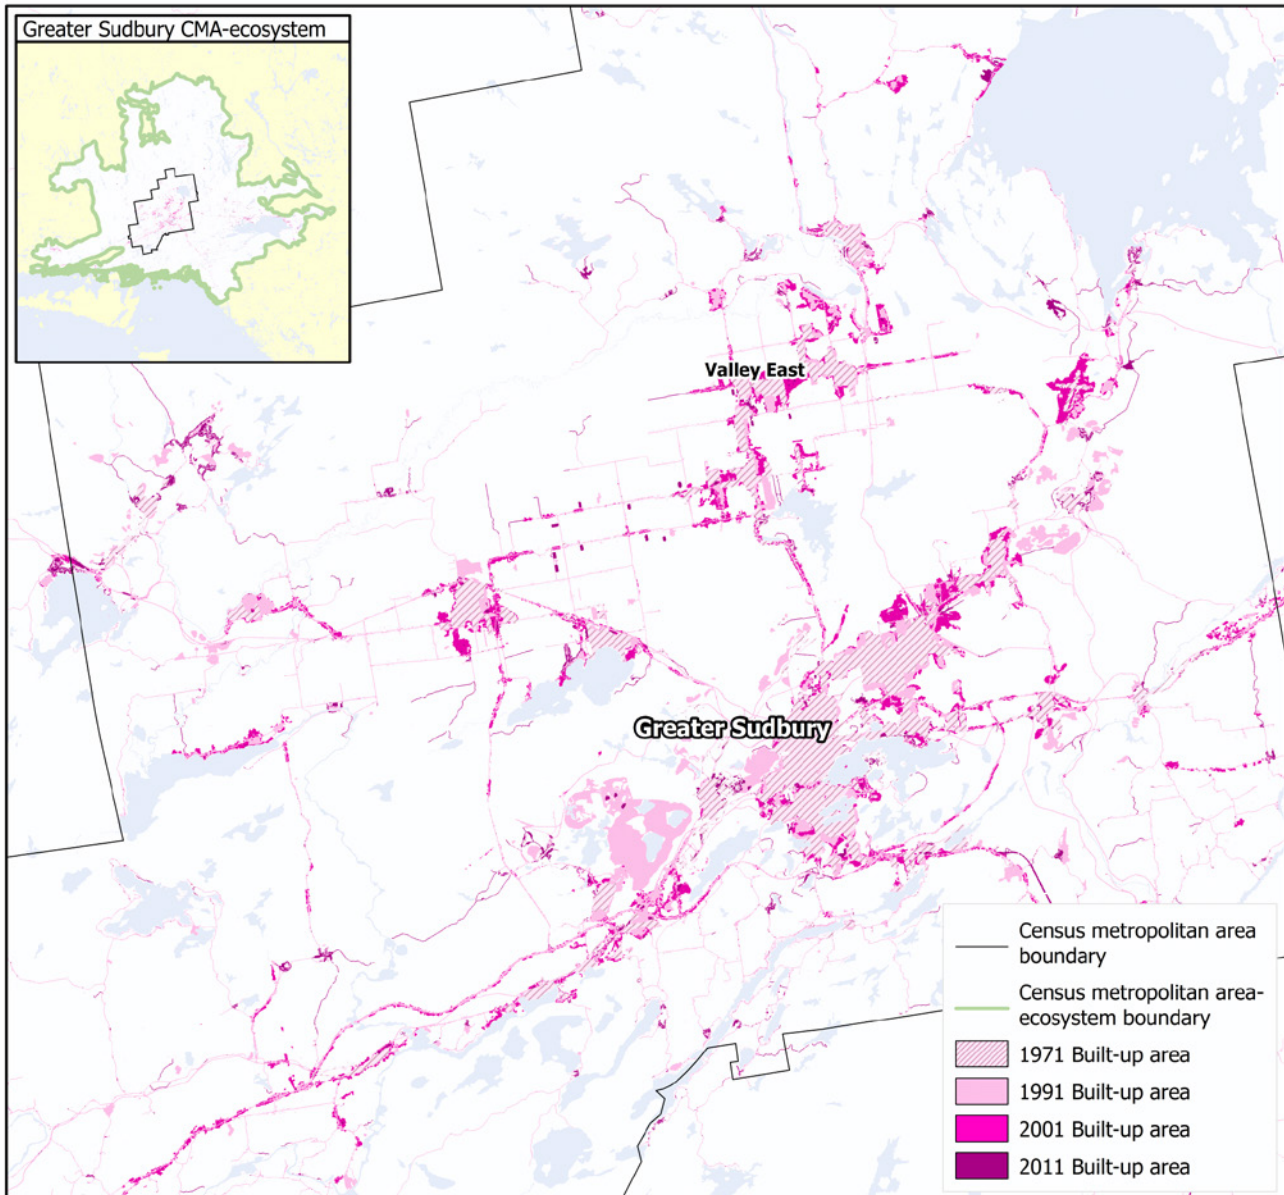 Greater Sudbury CMA-ecosystem
Valley East
Greater Sudbury
Census metropolitan area
boundary
Census metropolitan area-
ecosystem boundary
1971 Built-up area
1991 Built-up area
2001 Built-up area
2011 Built-up area